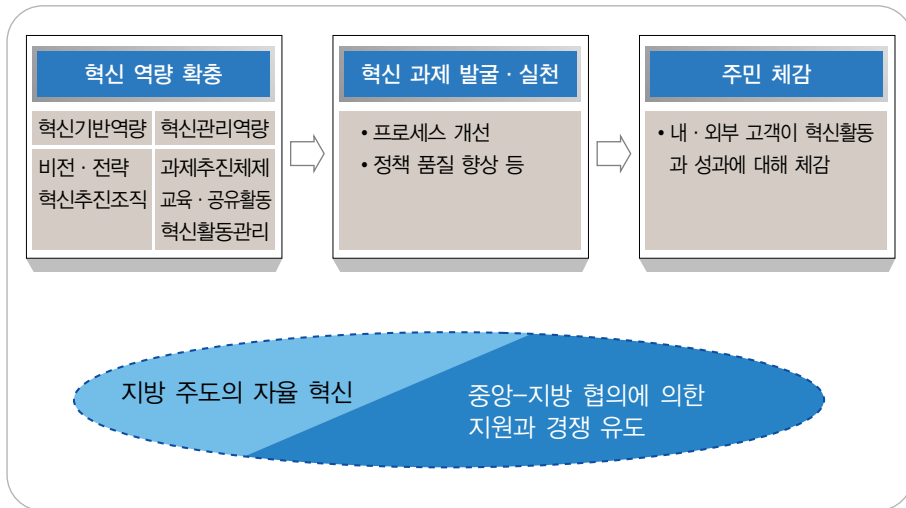 혁신 역량 확충
혁신기반역량
혁신관리역량
비전 · 전략
혁신추진조직
과제추진체제
교육 · 공유활동
혁신활동관리
혁신 과제 발굴 · 실천
• 프로세스 개선
• 정책 품질 향상 등
주민 체감
• 내 · 외부 고객이 혁신활동
과 성과에 대해 체감
지방 주도의 자율 혁신
중앙–지방 협의에 의한
지원과 경쟁 유도